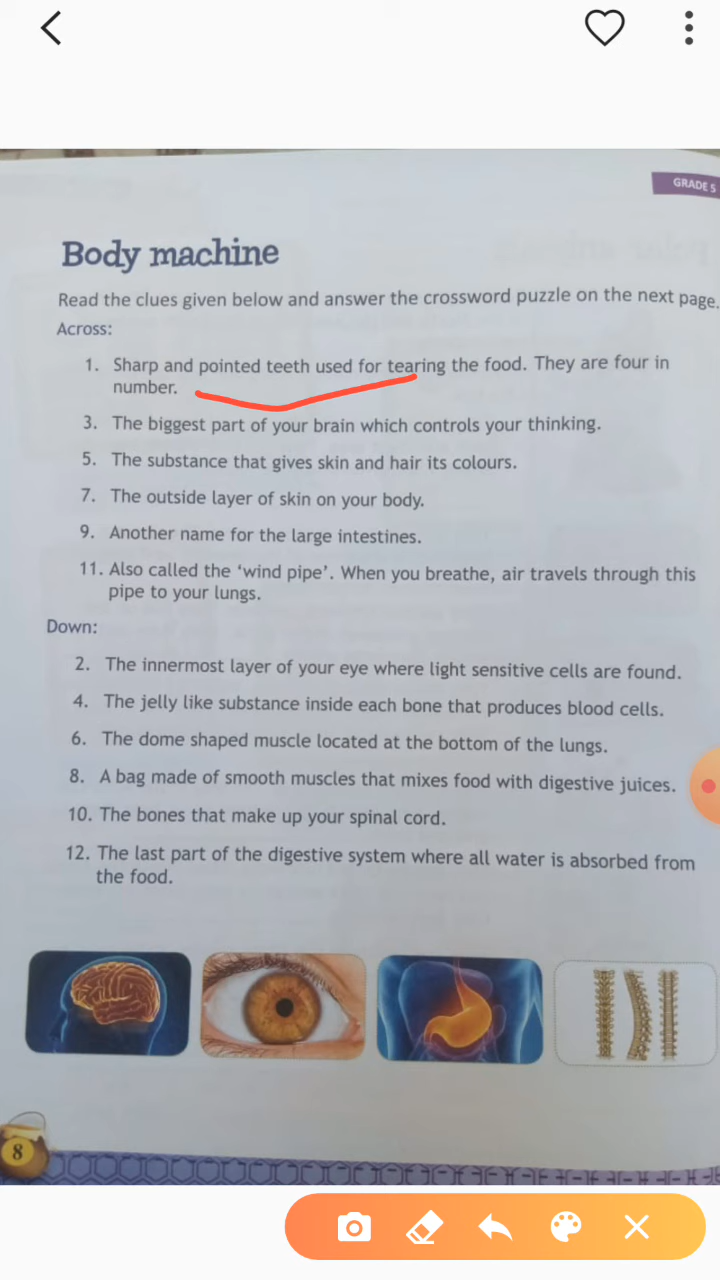 GRADE 5
Body machine
Read the clues given below and answer the crossword puzzle on the next page.
Across:
1. Sharp and pointed teeth used for tearing the food. They are four in
number.
3. The biggest part of your brain which controls your thinking.
5. The substance that gives skin and hair its colours.
7. The outside layer of skin on your body.
9. Another name for the large intestines.
11. Also called the ‘wind pipe’. When you breathe, air travels through this
pipe to your lungs.
Down:
2. The innermost layer of your eye where light sensitive cells are found.
4. The jelly like substance inside each bone that produces blood cells.
6. The dome shaped muscle located at the bottom of the lungs.
8. A bag made of smooth muscles that mixes food with digestive juices.
10. The bones that make up your spinal cord.
12. The last part of the digestive system where all water is absorbed from
the food.
8